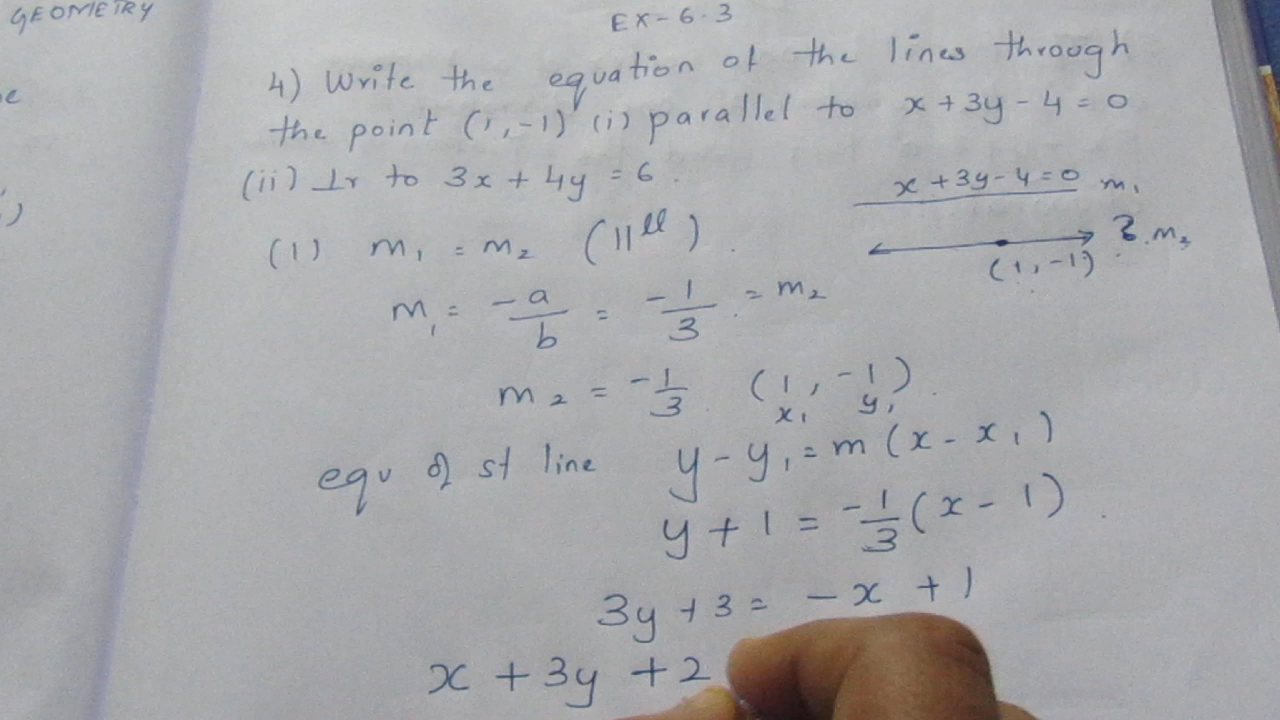 GEOMETRY
EX-6.3
4) Write the equation of the lines through
the point (1,-1) (i) parallel to x+3y-4=0
(ii) ⊥r to 3x+4y=6.
x+3y-4=0 m₁
? m₂
(1,-1)
(1) m₁ = m₂ (11ˡˡ).
m₁ = -a/b = -1/3 = m₂
m₂ = -1/3 (1, -1)
x₁ y₁
equ of st line y-y₁ = m(x-x₁)
y+1 = -1/3(x-1)
3y+3 = -x+1
x+3y+2